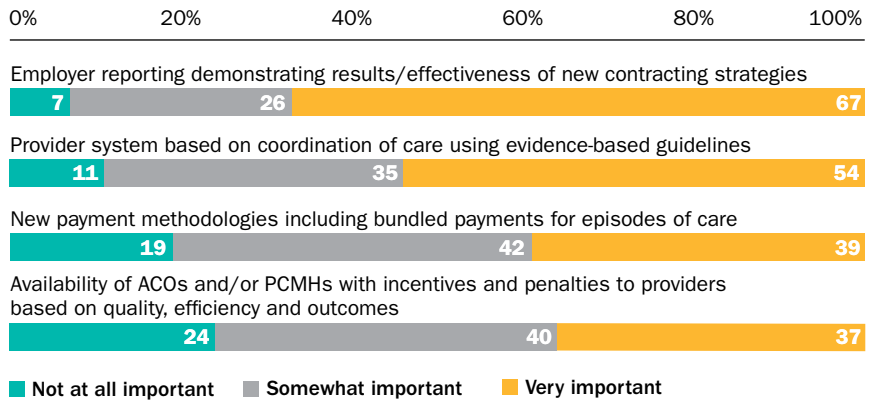 0% 20% 40% 60% 80% 100%
Employer reporting demonstrating results/effectiveness of new contracting strategies
7 26 67
Provider system based on coordination of care using evidence-based guidelines
11 35 54
New payment methodologies including bundled payments for episodes of care
19 42 39
Availability of ACOs and/or PCMHs with incentives and penalties to providers
based on quality, efficiency and outcomes
24 40 37
Not at all important Somewhat important Very important